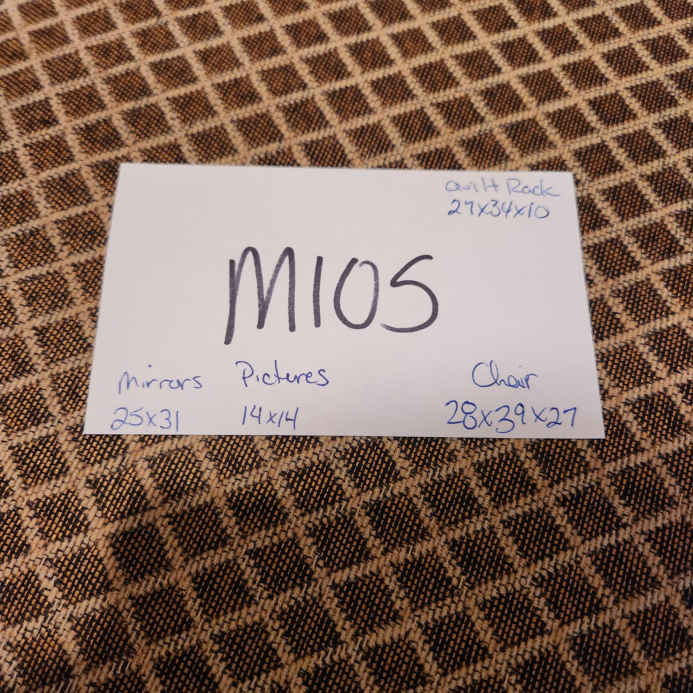 Quilt Rack
27x34x10
M105
Mirrors Pictures Chair
25x31 14x14 28x39x27